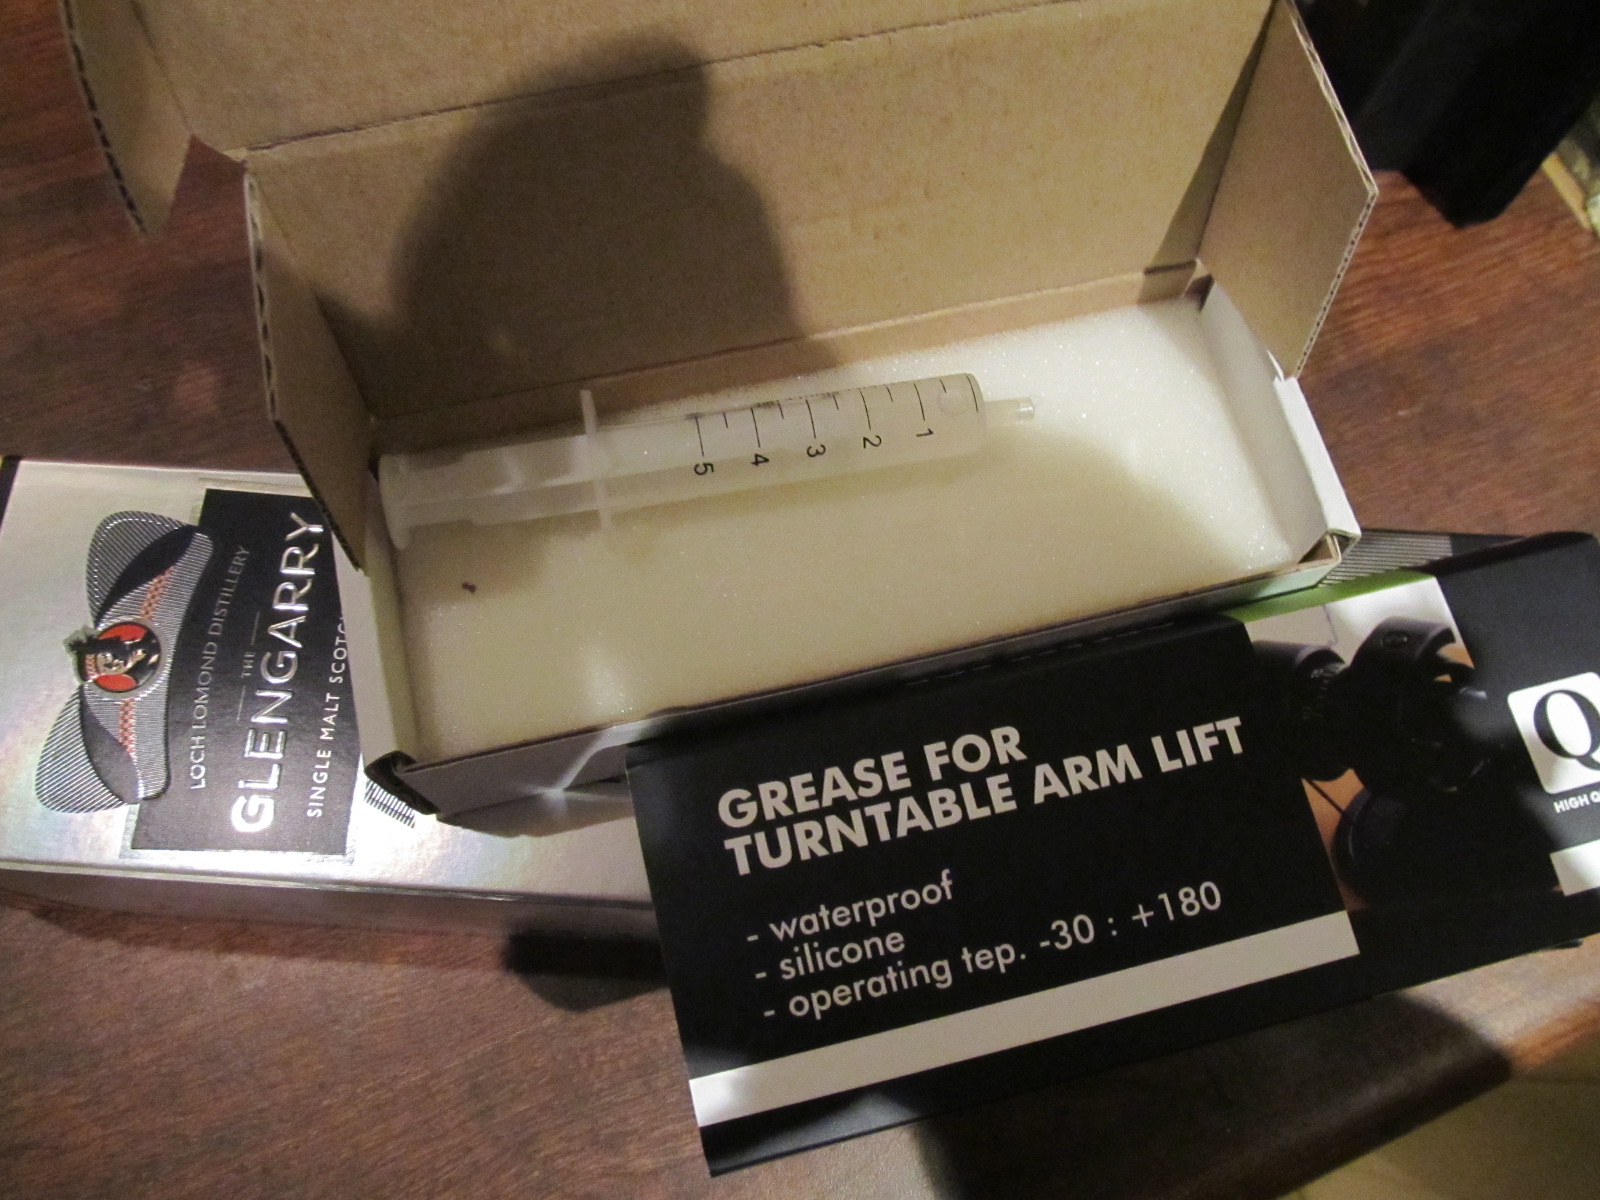 5 4 3 2 1
LOCH LOMOND DISTILLERY
THE
GLENGARRY
SINGLE MALT SCOTC
GREASE FOR
TURNTABLE ARM LIFT
- waterproof
- silicone
- operating tep. -30 : +180
Q
HIGH Q